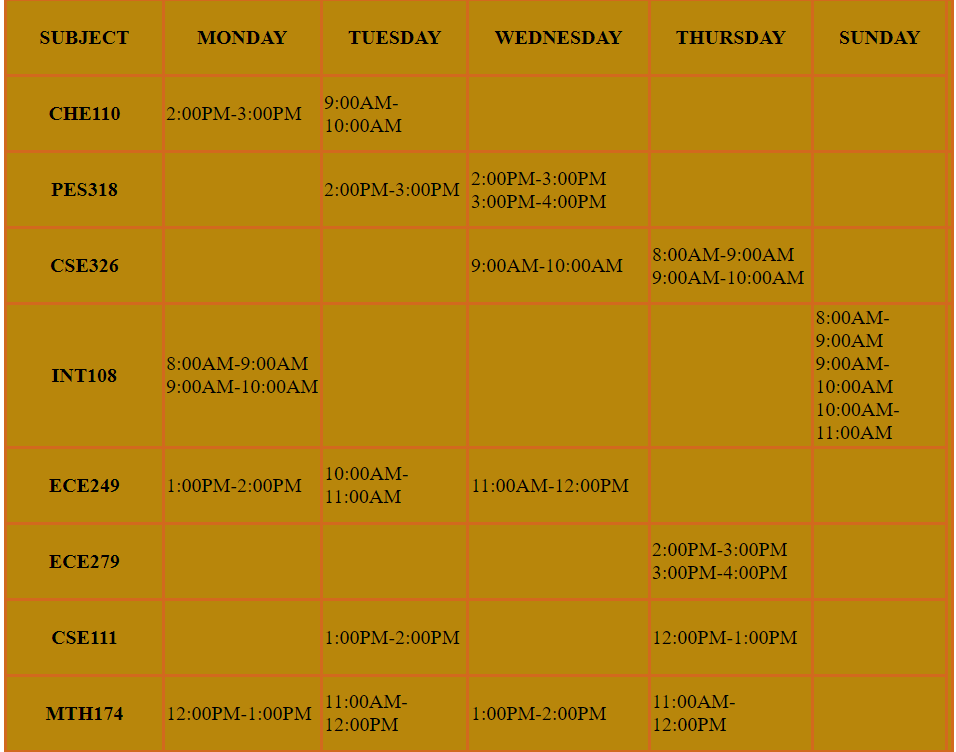 SUBJECT MONDAY TUESDAY WEDNESDAY THURSDAY SUNDAY
CHE110 2:00PM-3:00PM 9:00AM-
10:00AM
PES318 2:00PM-3:00PM 2:00PM-3:00PM
3:00PM-4:00PM
CSE326 9:00AM-10:00AM 8:00AM-9:00AM
9:00AM-10:00AM
INT108 8:00AM-9:00AM
9:00AM-10:00AM
8:00AM-
9:00AM
9:00AM-
10:00AM
10:00AM-
11:00AM
ECE249 1:00PM-2:00PM 10:00AM-
11:00AM
11:00AM-12:00PM
ECE279 2:00PM-3:00PM
3:00PM-4:00PM
CSE111 1:00PM-2:00PM 12:00PM-1:00PM
MTH174 12:00PM-1:00PM 11:00AM-
12:00PM
1:00PM-2:00PM 11:00AM-
12:00PM